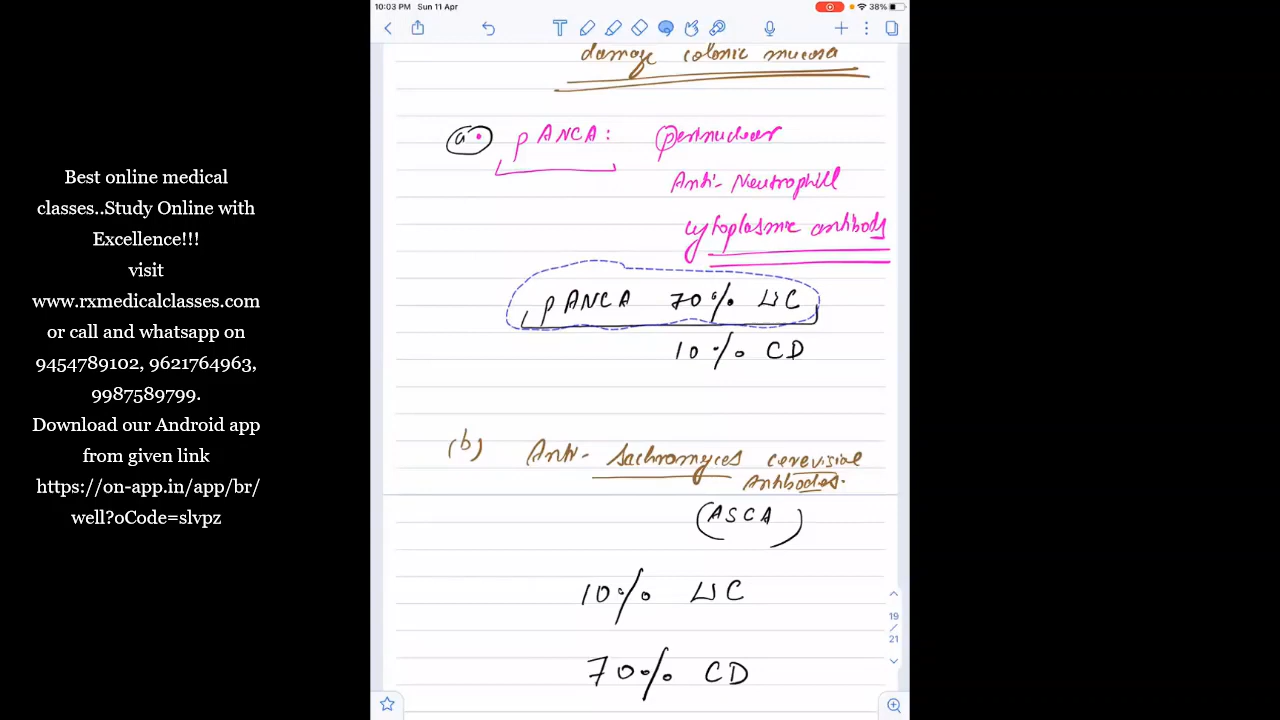 10:03 PM Sun 11 Apr
38%
damage colonic mucosa
a. pANCA: perinuclear
Anti-Neutrophill
cytoplasmic antibody
pANCA 70% UC
10% CD
(b) Anti-Sachromyces cerevisial
Antibodes.
(ASCA)
10% UC
70% CD
19
/
21
Best online medical
classes..Study Online with
Excellence!!!
visit
www.rxmedicalclasses.com
or call and whatsapp on
9454789102, 9621764963,
9987589799.
Download our Android app
from given link
https://on-app.in/app/br/
well?oCode=slvpz